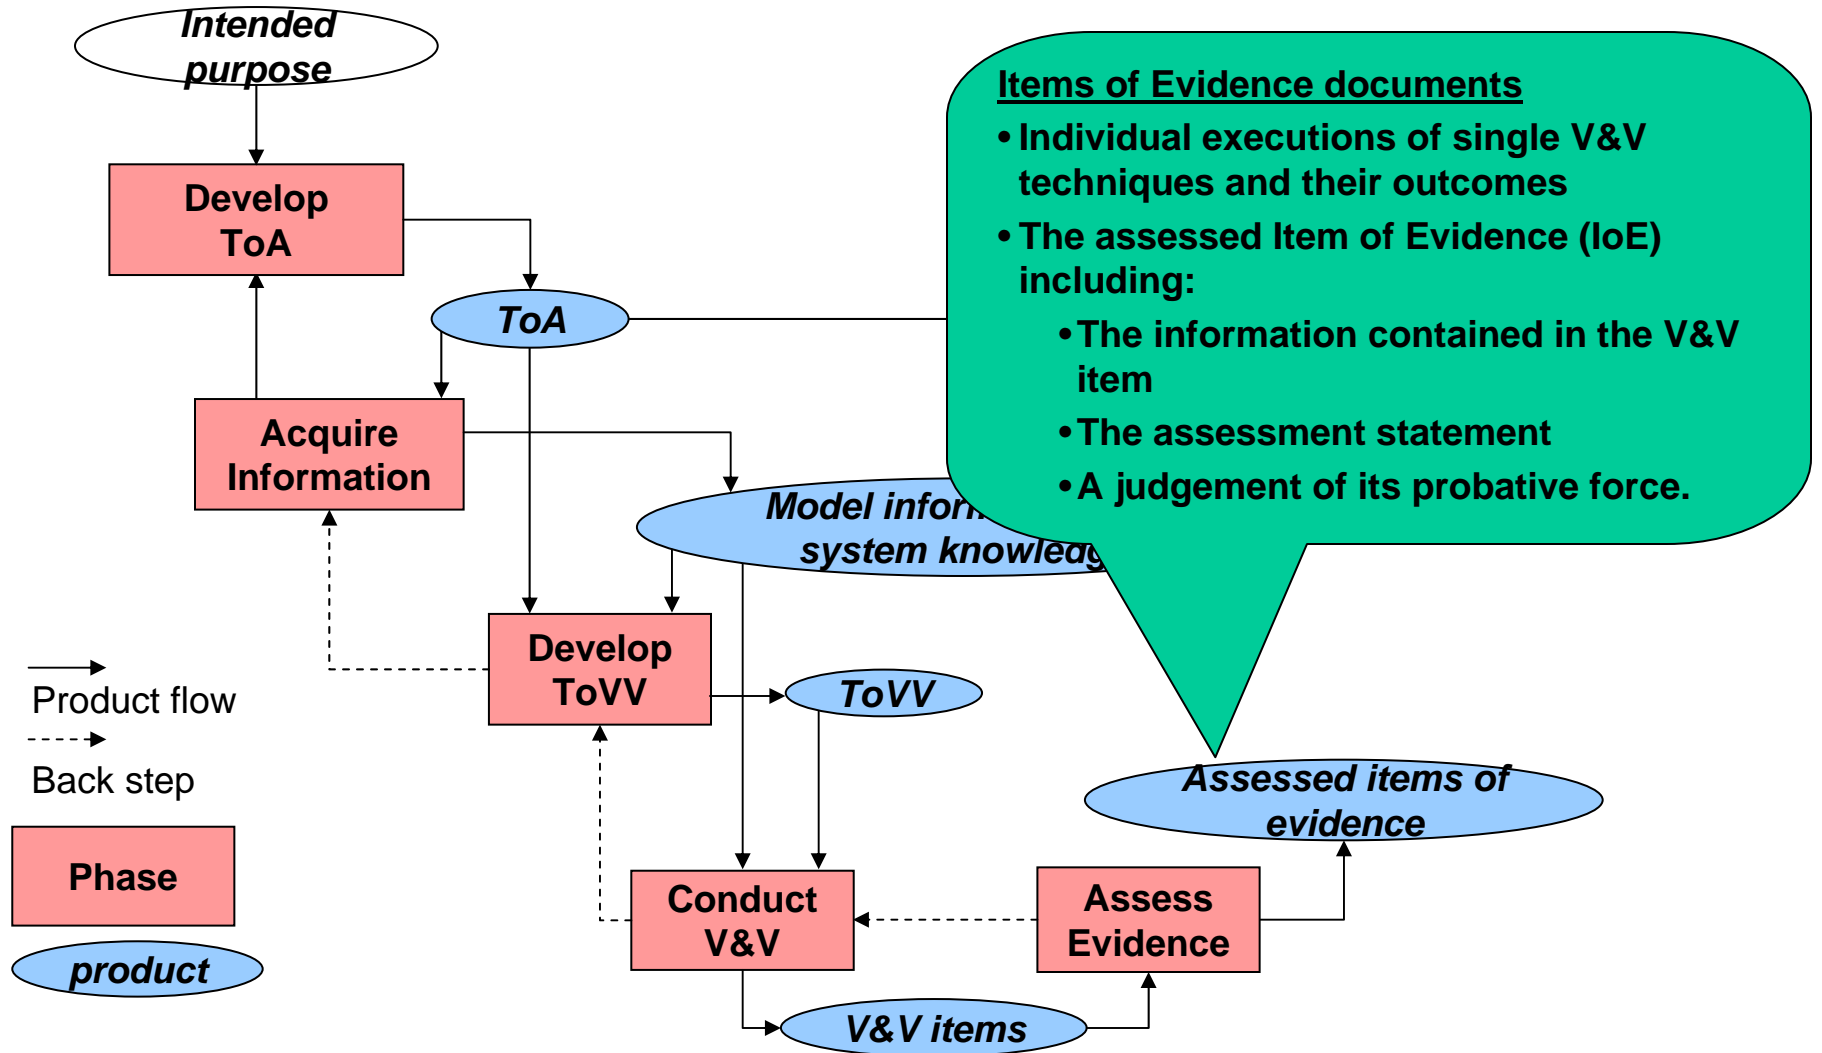 Intended
purpose
Items of Evidence documents
• Individual executions of single V&V
techniques and their outcomes
• The assessed Item of Evidence (IoE)
including:
• The information contained in the V&V
item
• The assessment statement
• A judgement of its probative force.
Develop
ToA
ToA
Acquire
Information
Model
system
Develop
ToVV
ToVV
Product flow
Back step
Phase
product
Assessed items of
evidence
Conduct
V&V
Assess
Evidence
V&V items